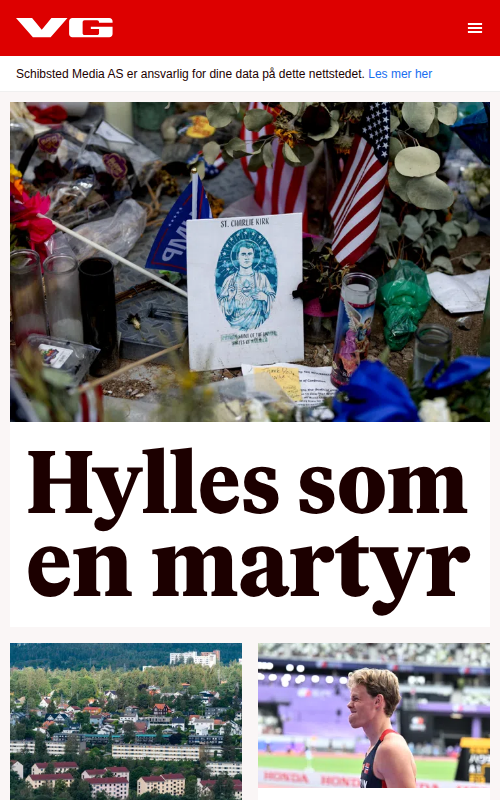 VG
Schibsted Media AS er ansvarlig for dine data på dette nettstedet. Les mer her
ST. CHARLIE KIRK
Hylles som
en martyr
HONDA
HONDA